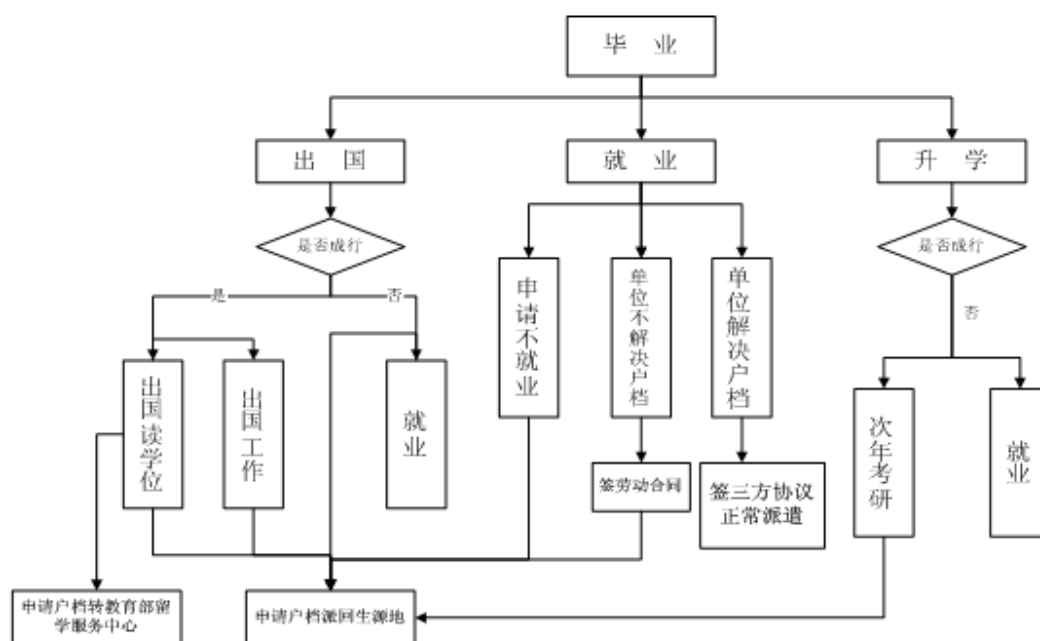 毕 业
出 国
就 业
升 学
是否成行
是否成行
是
否
否
申请不就业
单位不解决户档
单位解决户档
出国读学位
出国工作
就业
次年考研
就业
签劳动合同
签三方协议
正常派遣
申请户档转教育部留
学服务中心
申请户档派回生源地